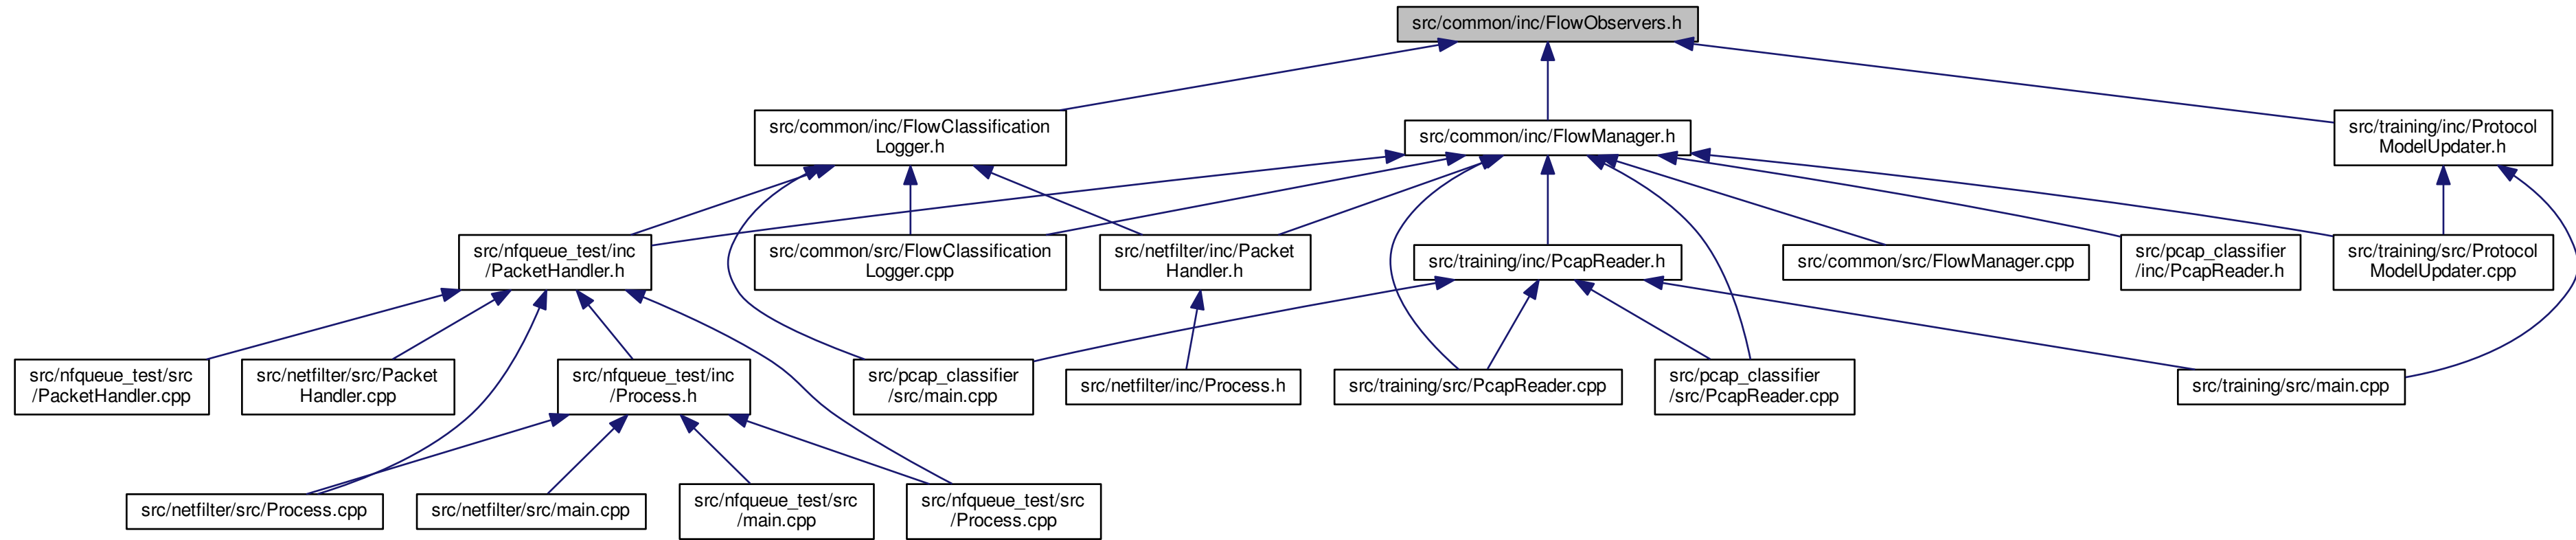 src/common/inc/FlowObservers.h
src/common/inc/FlowClassification
Logger.h
src/common/inc/FlowManager.h
src/training/inc/Protocol
ModelUpdater.h
src/nfqueue_test/inc
/PacketHandler.h
src/common/src/FlowClassification
Logger.cpp
src/netfilter/inc/Packet
Handler.h
src/training/inc/PcapReader.h
src/common/src/FlowManager.cpp
src/pcap_classifier
/inc/PcapReader.h
src/training/src/Protocol
ModelUpdater.cpp
src/nfqueue_test/src
/PacketHandler.cpp
src/netfilter/src/Packet
Handler.cpp
src/nfqueue_test/inc
/Process.h
src/pcap_classifier
/src/main.cpp
src/netfilter/inc/Process.h
src/training/src/PcapReader.cpp
src/pcap_classifier
/src/PcapReader.cpp
src/training/src/main.cpp
src/netfilter/src/Process.cpp
src/netfilter/src/main.cpp
src/nfqueue_test/src
/main.cpp
src/nfqueue_test/src
/Process.cpp